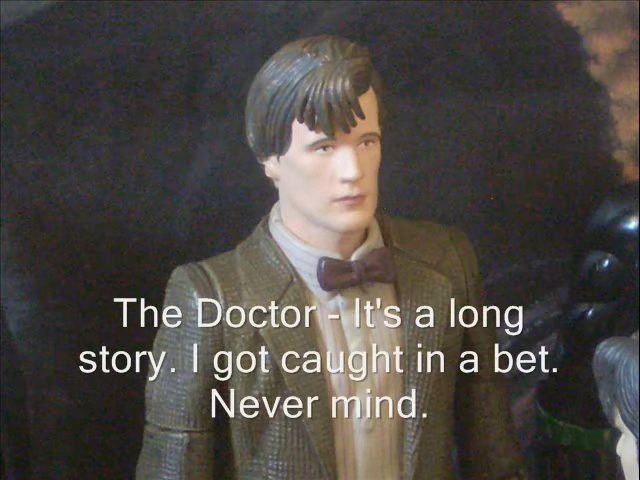 The Doctor - It's a long
story. I got caught in a bet.
Never mind.